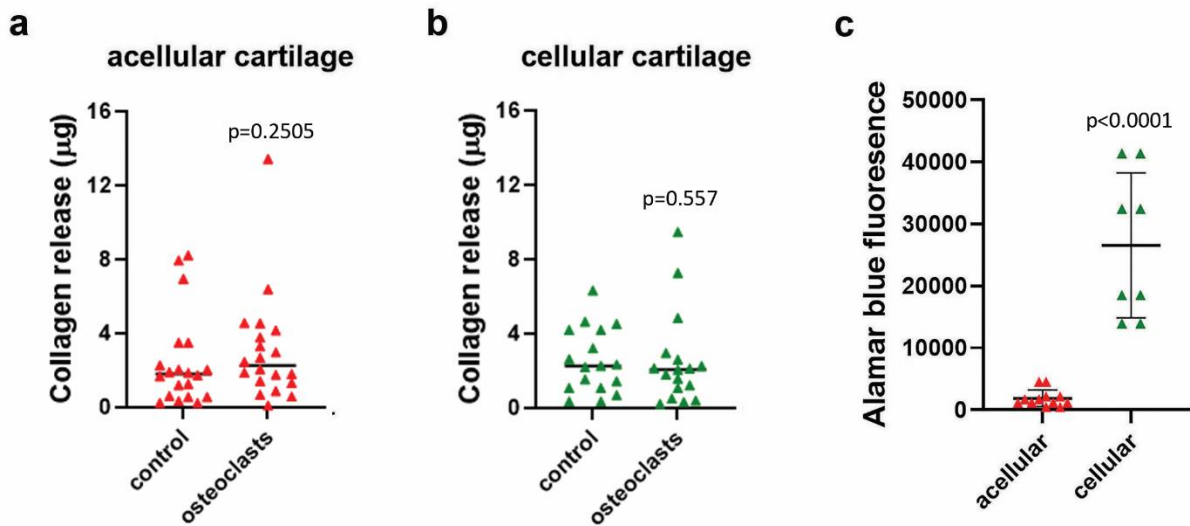 a
acellular cartilage
Collagen release (µg)
16
12
8
4
0
p=0.2505
control
osteoclasts
b
cellular cartilage
Collagen release (µg)
16
12
8
4
0
p=0.557
control
osteoclasts
c
Alamar blue fluoresence
50000
40000
30000
20000
10000
0
p<0.0001
acellular
cellular